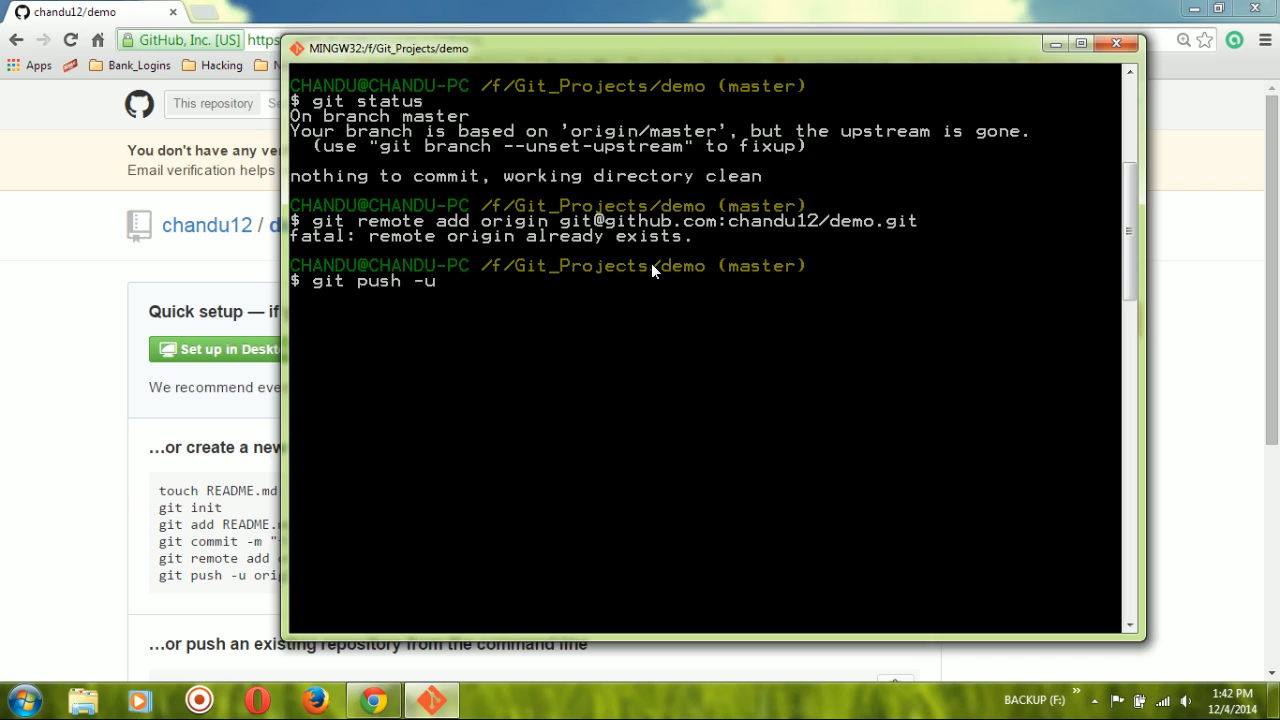 chandu12/demo
GitHub, Inc. [US] https
Apps Bank_Logins Hacking
MINGW32:/f/Git_Projects/demo
This repository
You don't have any
Email verification helps
chandu12 /
Quick setup — if
Set up in Deskt
We recommend eve
...or create a new
touch README.md
git init
git add README.
git commit -m "
git remote add
git push -u ori
...or push an existing repository from the command line
CHANDU@CHANDU-PC /f/Git_Projects/demo (master)
$ git status
On branch master
Your branch is based on 'origin/master', but the upstream is gone.
(use "git branch --unset-upstream" to fixup)
nothing to commit, working directory clean
CHANDU@CHANDU-PC /f/Git_Projects/demo (master)
$ git remote add origin git@github.com:chandu12/demo.git
fatal: remote origin already exists.
CHANDU@CHANDU-PC /f/Git_Projects/demo (master)
$ git push -u
BACKUP (F:)
1:42 PM
12/4/2014